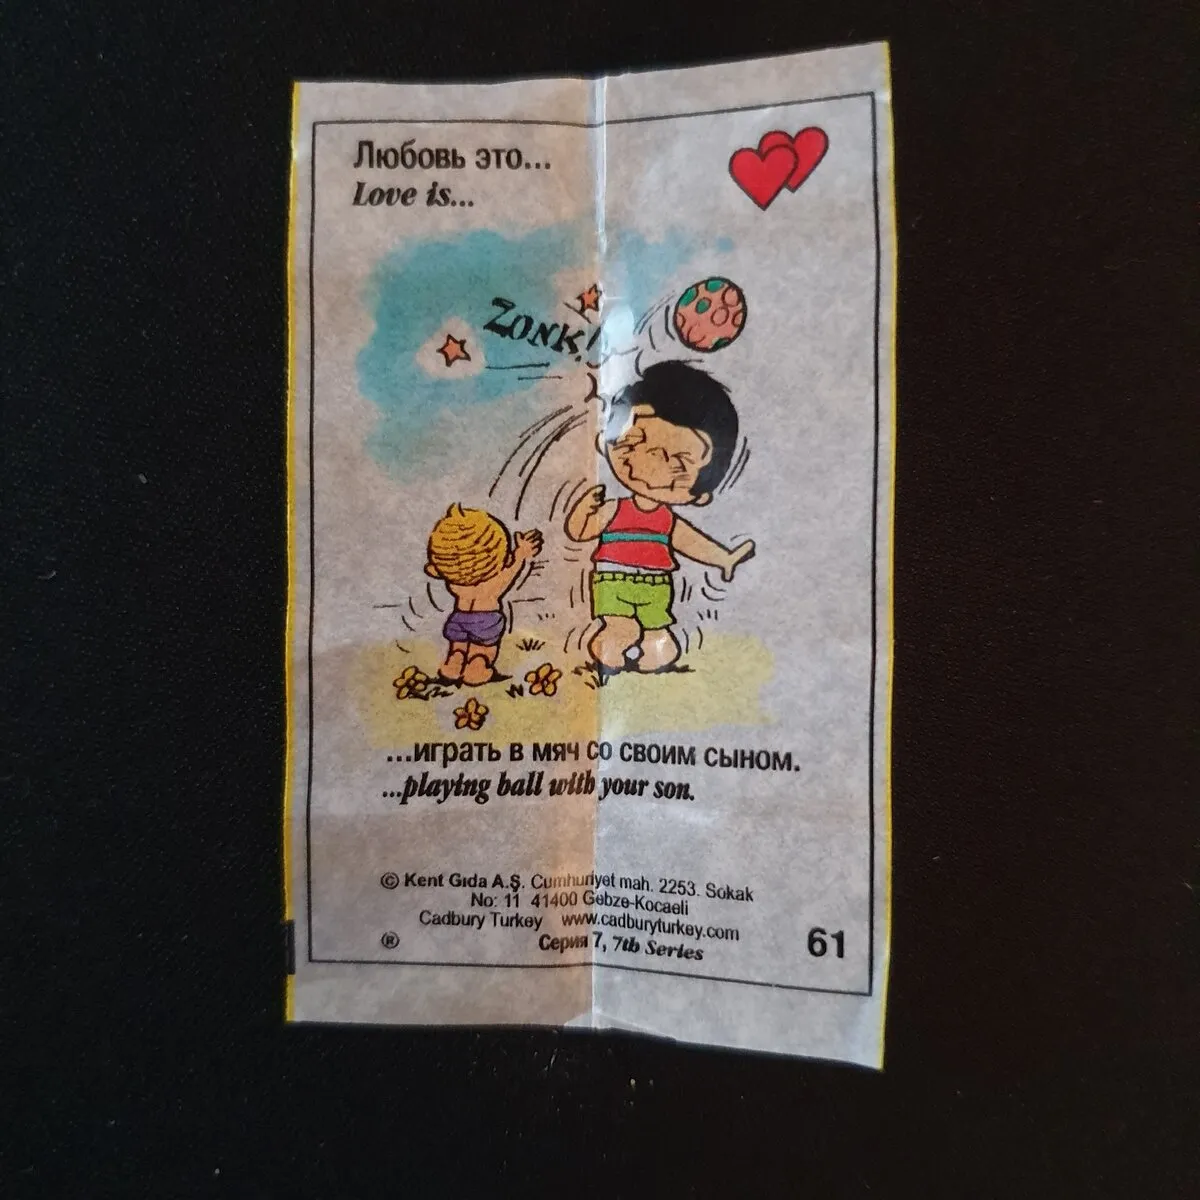 Любовь это...
Love is...
ZONK!
...играть в мяч со своим сыном.
...playing ball with your son.
© Kent Gıda A.Ş. Cumhuriyet mah. 2253. Sokak
No: 11 41400 Gebze-Kocaeli
Cadbury Turkey www.cadburyturkey.com
® Серия 7, 7th Series
61